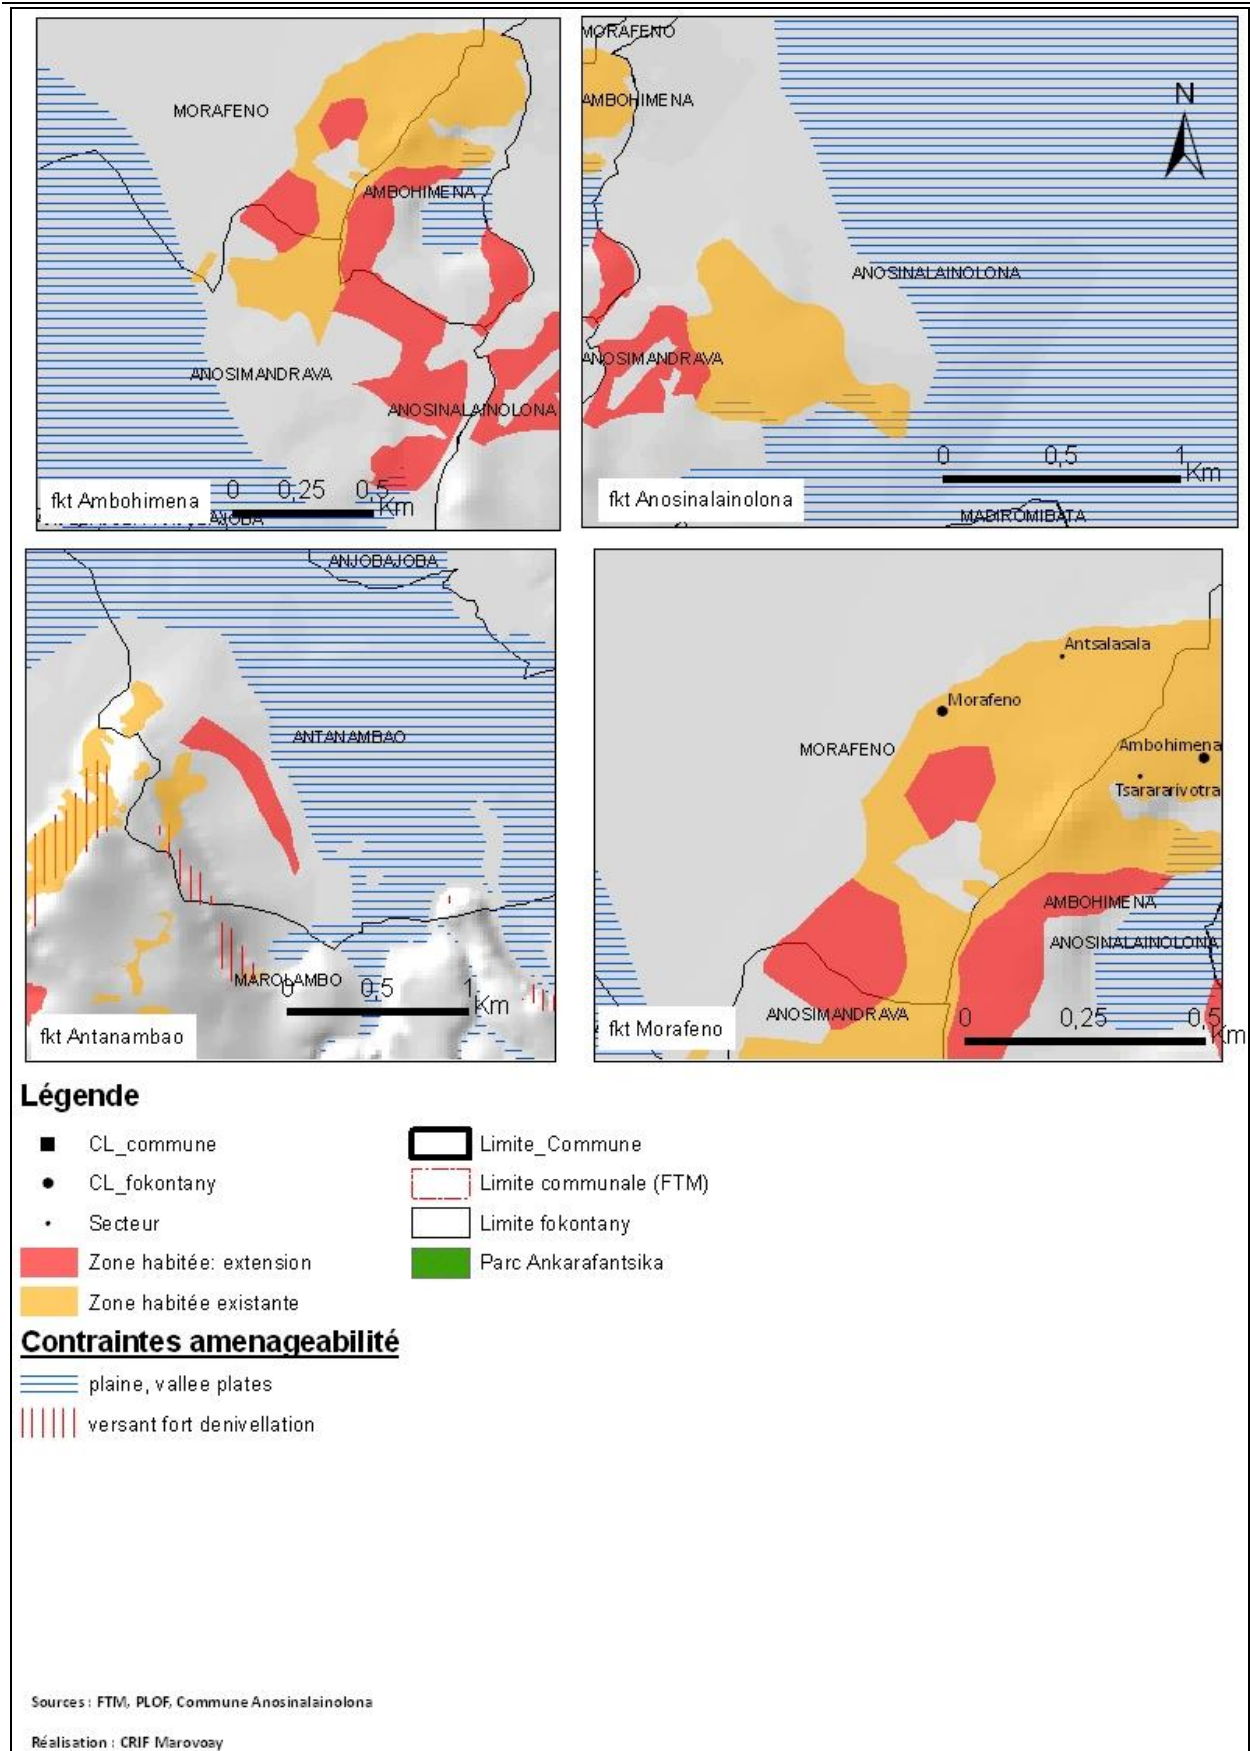 MORAFENO
AMBOHIMENA
ANOSIMANDRAVA
ANOSINALAINOLONA
0 0,25 0,5 Km
fkt Ambohimena
MORAFENO
AMBOHIMENA
N
ANOSINALAINOLONA
ANOSIMANDRAVA
0 0,5 1 Km
fkt Anosinalainolona
MADIROMIBATA
ANJOBAJOBA
ANTANAMBAO
MAROLAMBO
0 0,5 1 Km
fkt Antanambao
Antsalasala
Morafeno
MORAFENO
Ambohimena
Tsarararivotra
AMBOHIMENA
ANOSINALAINOLONA
ANOSIMANDRAVA
0 0,25 0,5 Km
fkt Morafeno
Légende
CL_commune
CL_fokontany
Secteur
Zone habitée: extension
Zone habitée existante
Limite_Commune
Limite communale (FTM)
Limite fokontany
Parc Ankarafantsika
Contraintes amenageabilité
plaine, vallee plates
versant fort denivellation
Sources : FTM, PLOF, Commune Anosinalainolona
Réalisation : CRIF Marovoay